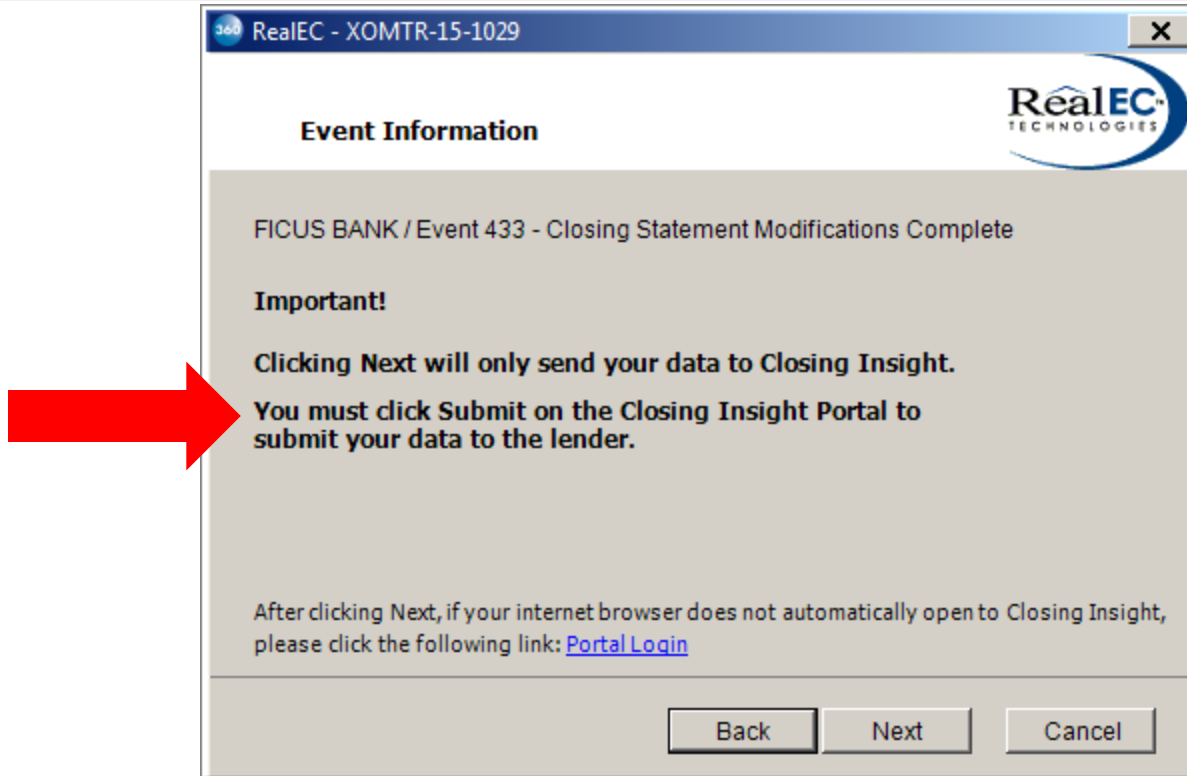 360 RealEC - XOMTR-15-1029
RealEC
TECHNOLOGIES
Event Information
FICUS BANK / Event 433 - Closing Statement Modifications Complete
Important!
Clicking Next will only send your data to Closing Insight.
You must click Submit on the Closing Insight Portal to
submit your data to the lender.
After clicking Next, if your internet browser does not automatically open to Closing Insight,
please click the following link: Portal Login
Back Next Cancel